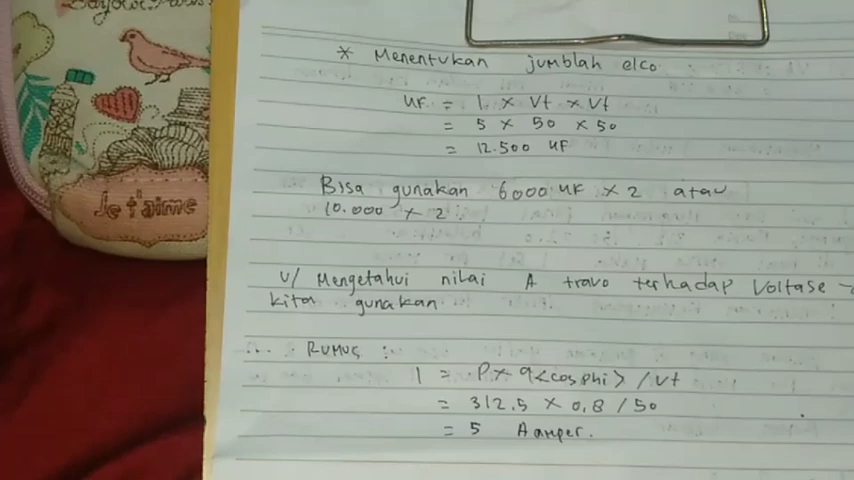 * Menentukan jumblah elco
UF = 1 x Vt x Vt
= 5 x 50 x 50
= 12.500 UF
Bisa gunakan 6000 UF x 2 atau
10.000 x 2
U/ Mengetahui nilai A travo terhadap Voltase
kita gunakan
RUMUS :
1 = P x q <cos phi> / Vt
= 312.5 x 0,8 / 50
= 5 A amper.
Je t'aime